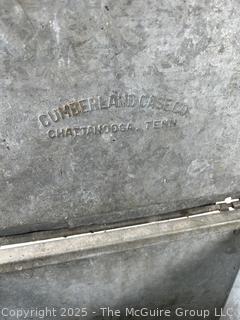 CUMBERLAND CASE CO
CHATTANOOGA, TENN
Copyright 2025 - The McGuire Group LLC